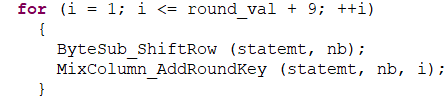 for (i = 1; i <= round_val + 9; ++i)
{
ByteSub_ShiftRow (statemt, nb);
MixColumn_AddRoundKey (statemt, nb, i);
}